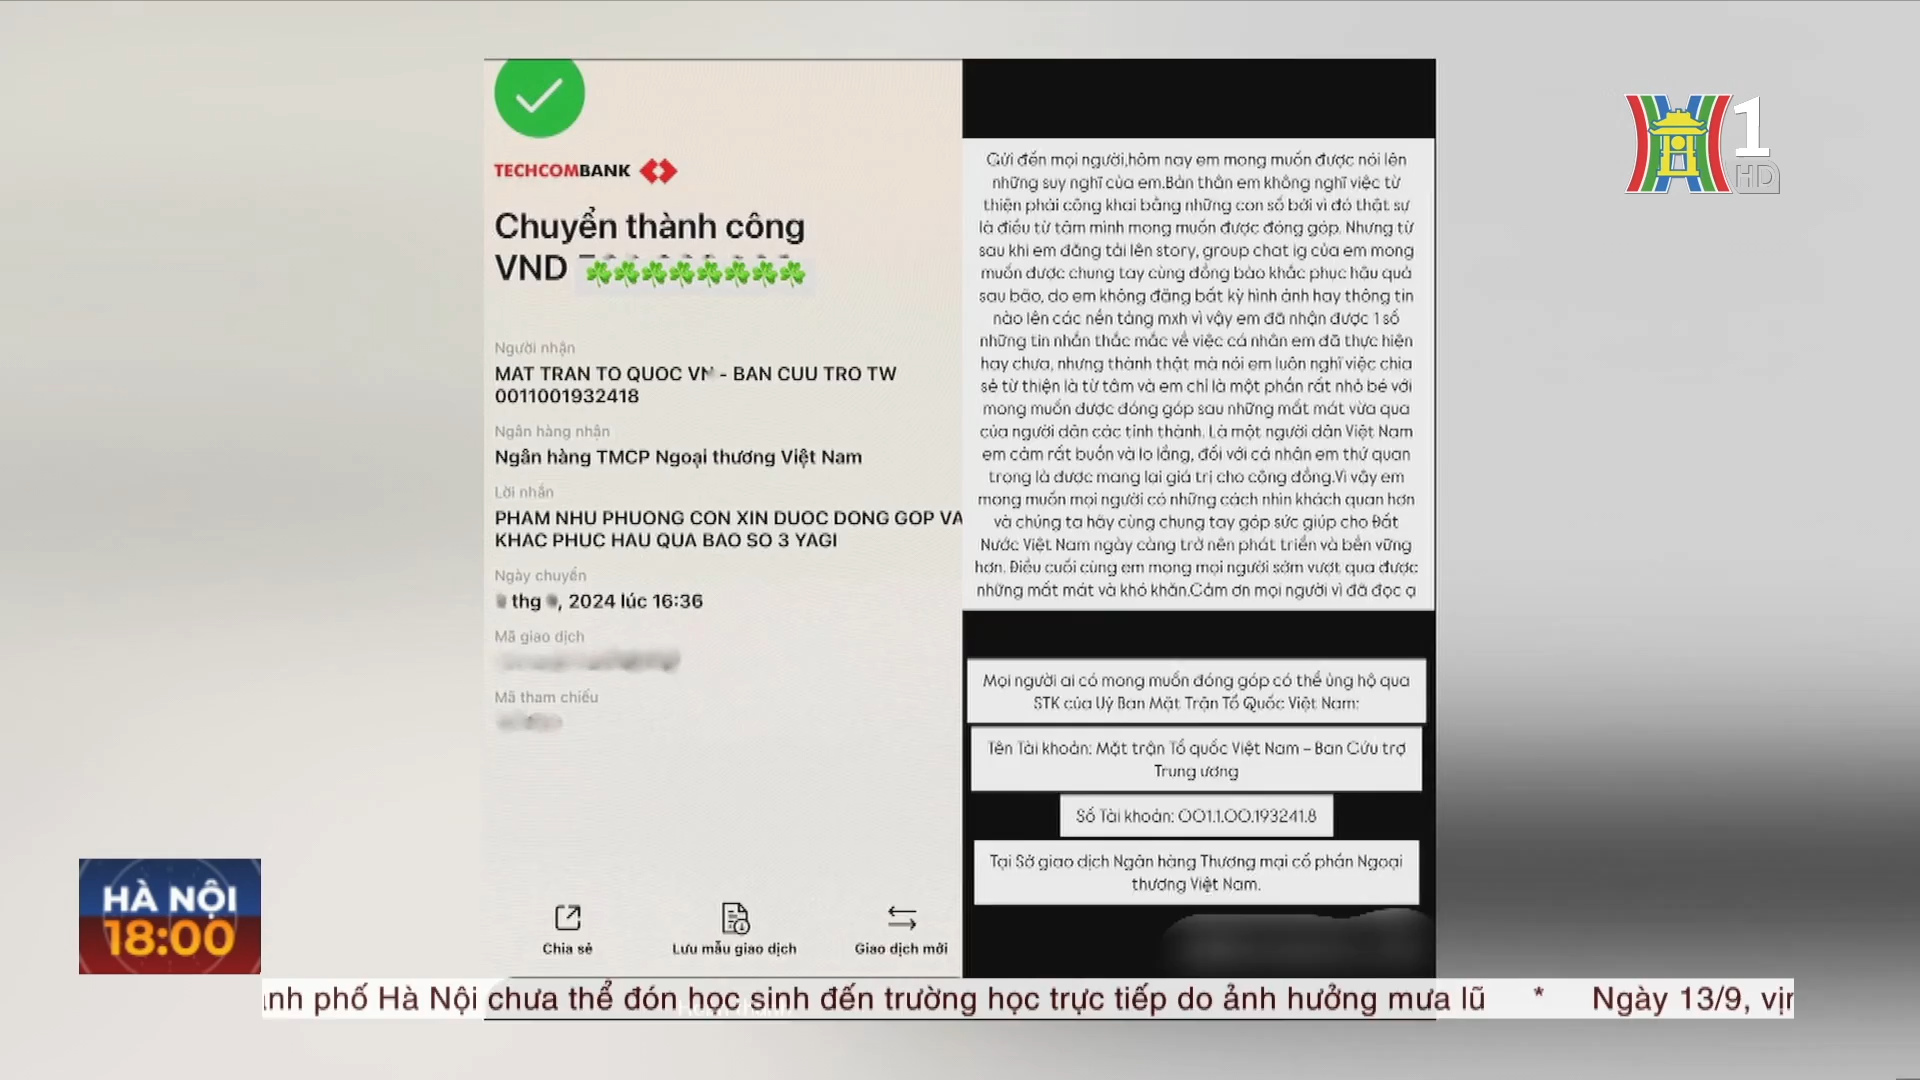 TECHCOMBANK
Chuyển thành công
VND
Người nhận
MAT TRAN TO QUOC VN - BAN CUU TRO TW
0011001932418
Ngân hàng nhận
Ngân hàng TMCP Ngoại thương Việt Nam
Lời nhắn
PHAM NHU PHUONG CON XIN DUOC DONG GOP VA
KHAC PHUC HAU QUA BAO SO 3 YAGI
Ngày chuyển
thg , 2024 lúc 16:36
Mã giao dịch
Mã tham chiếu
Chia sẻ
Lưu mẫu giao dịch
Giao dịch mới
Gửi đến mọi người,hôm nay em mong muốn được nói lên
những suy nghĩ của em.Bản thân em không nghĩ việc từ
thiện phải công khai bằng những con số bởi vì đó thật sự
là điều từ tâm mình mong muốn được đóng góp. Nhưng từ
sau khi em đăng tải lên story, group chat ig của em mong
muốn được chung tay cùng đồng bào khắc phục hậu quả
sau bão, do em không đăng bất kỳ hình ảnh hay thông tin
nào lên các nền tảng mxh vì vậy em đã nhận được 1 số
những tin nhắn thắc mắc về việc cá nhân em đã thực hiện
hay chưa, nhưng thành thật mà nói em luôn nghĩ việc chia
sẻ từ thiện là từ tâm và em chỉ là một phần rất nhỏ bé với
mong muốn được đóng góp sau những mất mát vừa qua
của người dân các tỉnh thành. Là một người dân Việt Nam
em cảm rất buồn và lo lắng, đối với cá nhân em thứ quan
trọng là được mang lại giá trị cho cộng đồng.Vì vậy em
mong muốn mọi người có những cách nhìn khách quan hơn
và chúng ta hãy cùng chung tay góp sức giúp cho Đất
Nước Việt Nam ngày càng trở nên phát triển và bền vững
hơn. Điều cuối cùng em mong mọi người sớm vượt qua được
những mất mát và khó khăn.Cảm ơn mọi người vì đã đọc ạ
Mọi người ai có mong muốn đóng góp có thể ủng hộ qua
STK của Uỷ Ban Mặt Trận Tổ Quốc Việt Nam:
Tên Tài khoản: Mặt trận Tổ quốc Việt Nam – Ban Cứu trợ
Trung ương
Số Tài khoản: 001.1.00.193241.8
Tại Sở giao dịch Ngân hàng Thương mại cổ phần Ngoại
thương Việt Nam.
1
HD
HÀ NỘI
18:00
ành phố Hà Nội chưa thể đón học sinh đến trường học trực tiếp do ảnh hưởng mưa lũ * Ngày 13/9,